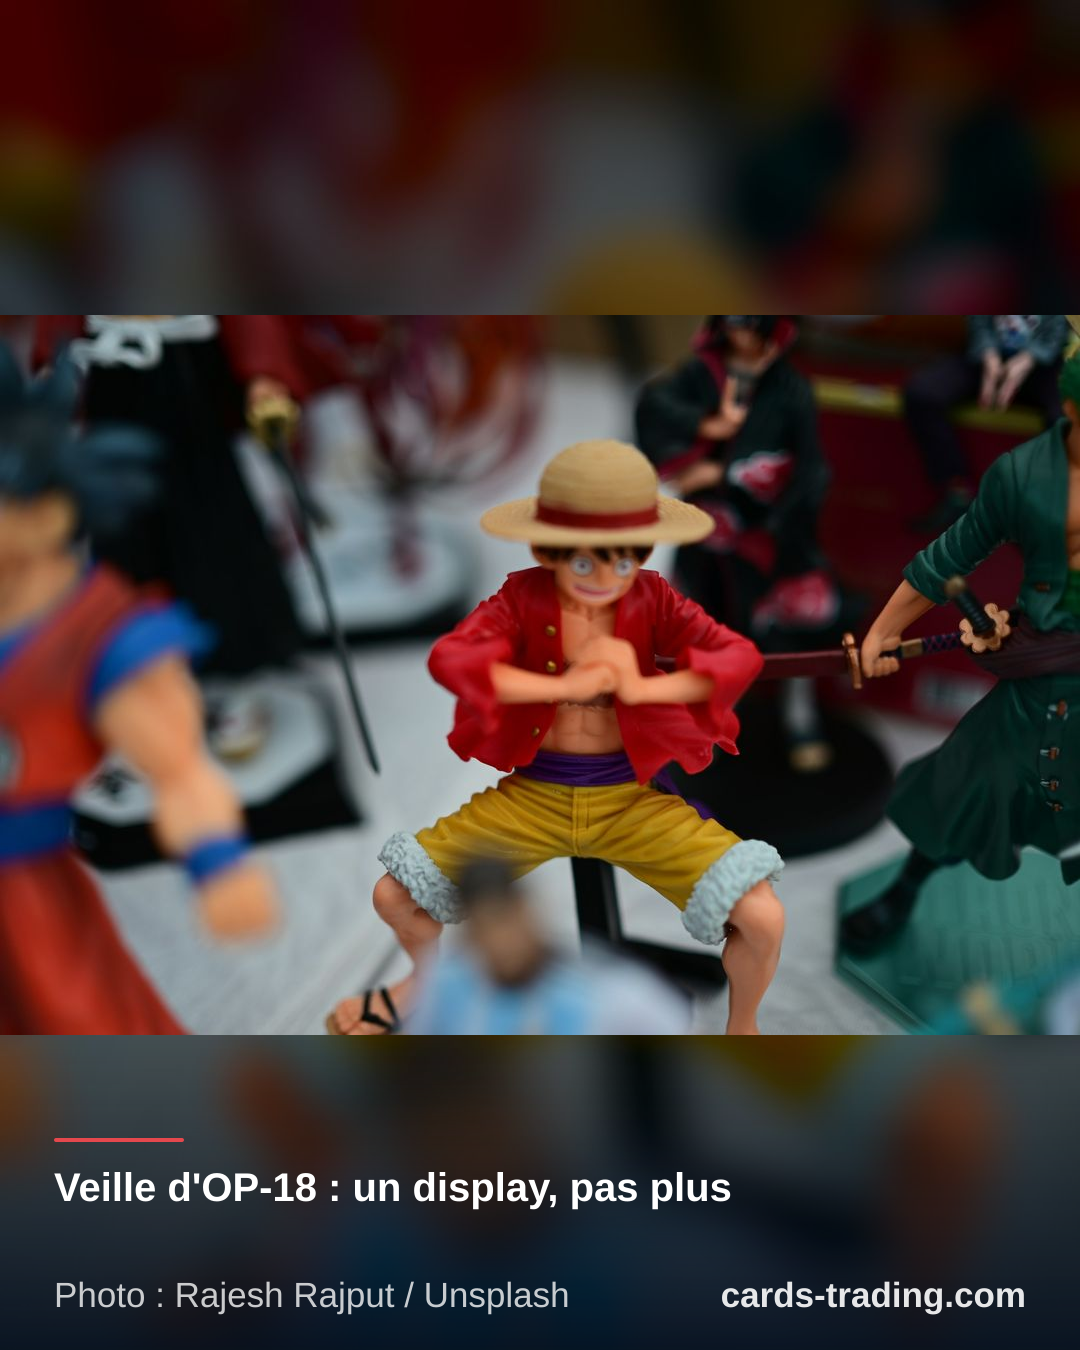 Veille d'OP-18 : un display, pas plus
Photo : Rajesh Rajput / Unsplash
cards-trading.com